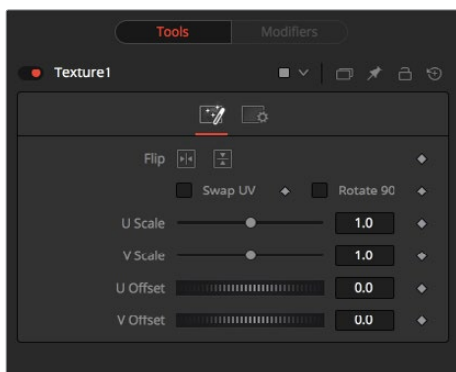 Tools Modifiers
Texture1
Flip
Swap UV Rotate 90
U Scale 1.0
V Scale 1.0
U Offset 0.0
V Offset 0.0